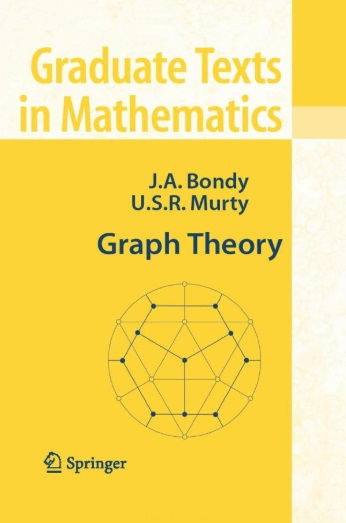 Graduate Texts
in Mathematics
J.A. Bondy
U.S.R. Murty
Graph Theory
Springer